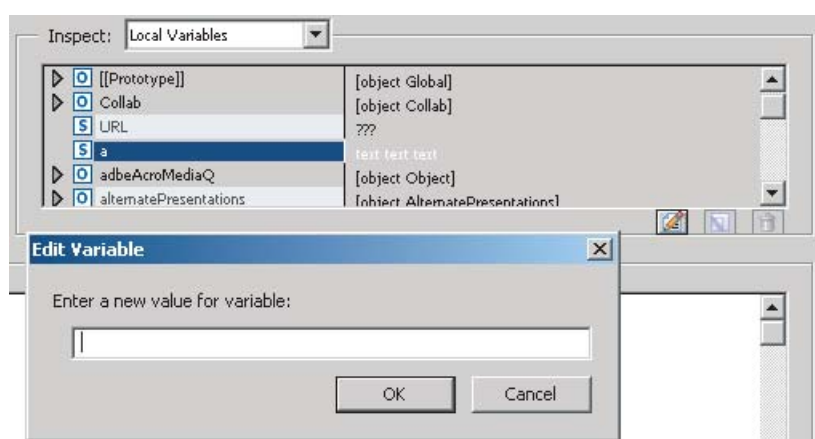 Inspect: Local Variables
O [[Prototype]] [object Global]
O Collab [object Collab]
S URL ???
S a text text text
O adbeAcroMediaQ [object Object]
O alternatePresentations [object AlternatePresentations]
Edit Variable
Enter a new value for variable:
OK Cancel